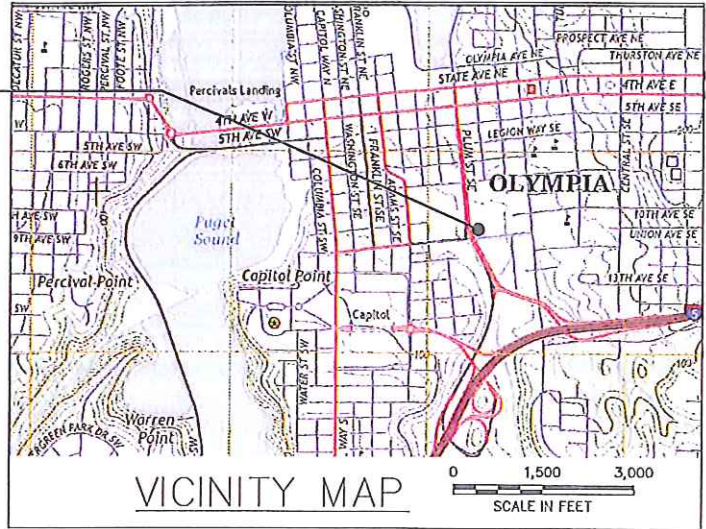 DECATUR ST NW
ROGERS ST NW
PERCIVAL ST NW
FOOTE ST NW
COLUMBIA ST NW
CAPITOL WAY N
FRANKLIN ST NE
PROSPECT AVE NE
OLYMPIA AVE NE
THURSTON AVE NE
STATE AVE NE
Percivals Landing
4TH AVE E
4TH AVE W
5TH AVE SE
5TH AVE SW
LEGION WAY SE
5TH AVE SW
6TH AVE SW
WASHINGTON ST SE
FRANKLIN ST SE
ADAMS ST SE
PLUM ST SE
CENTRAL ST SE
OLYMPIA
COLUMBIA ST SW
10TH AVE SE
UNION AVE SE
9TH AVE SW
Puget
Sound
Percival Point
Capitol Point
13TH AVE SE
Capitol
5
100
100
WATER ST SW
Warren
Point
WAY S
VICINITY MAP
0 1,500 3,000
SCALE IN FEET